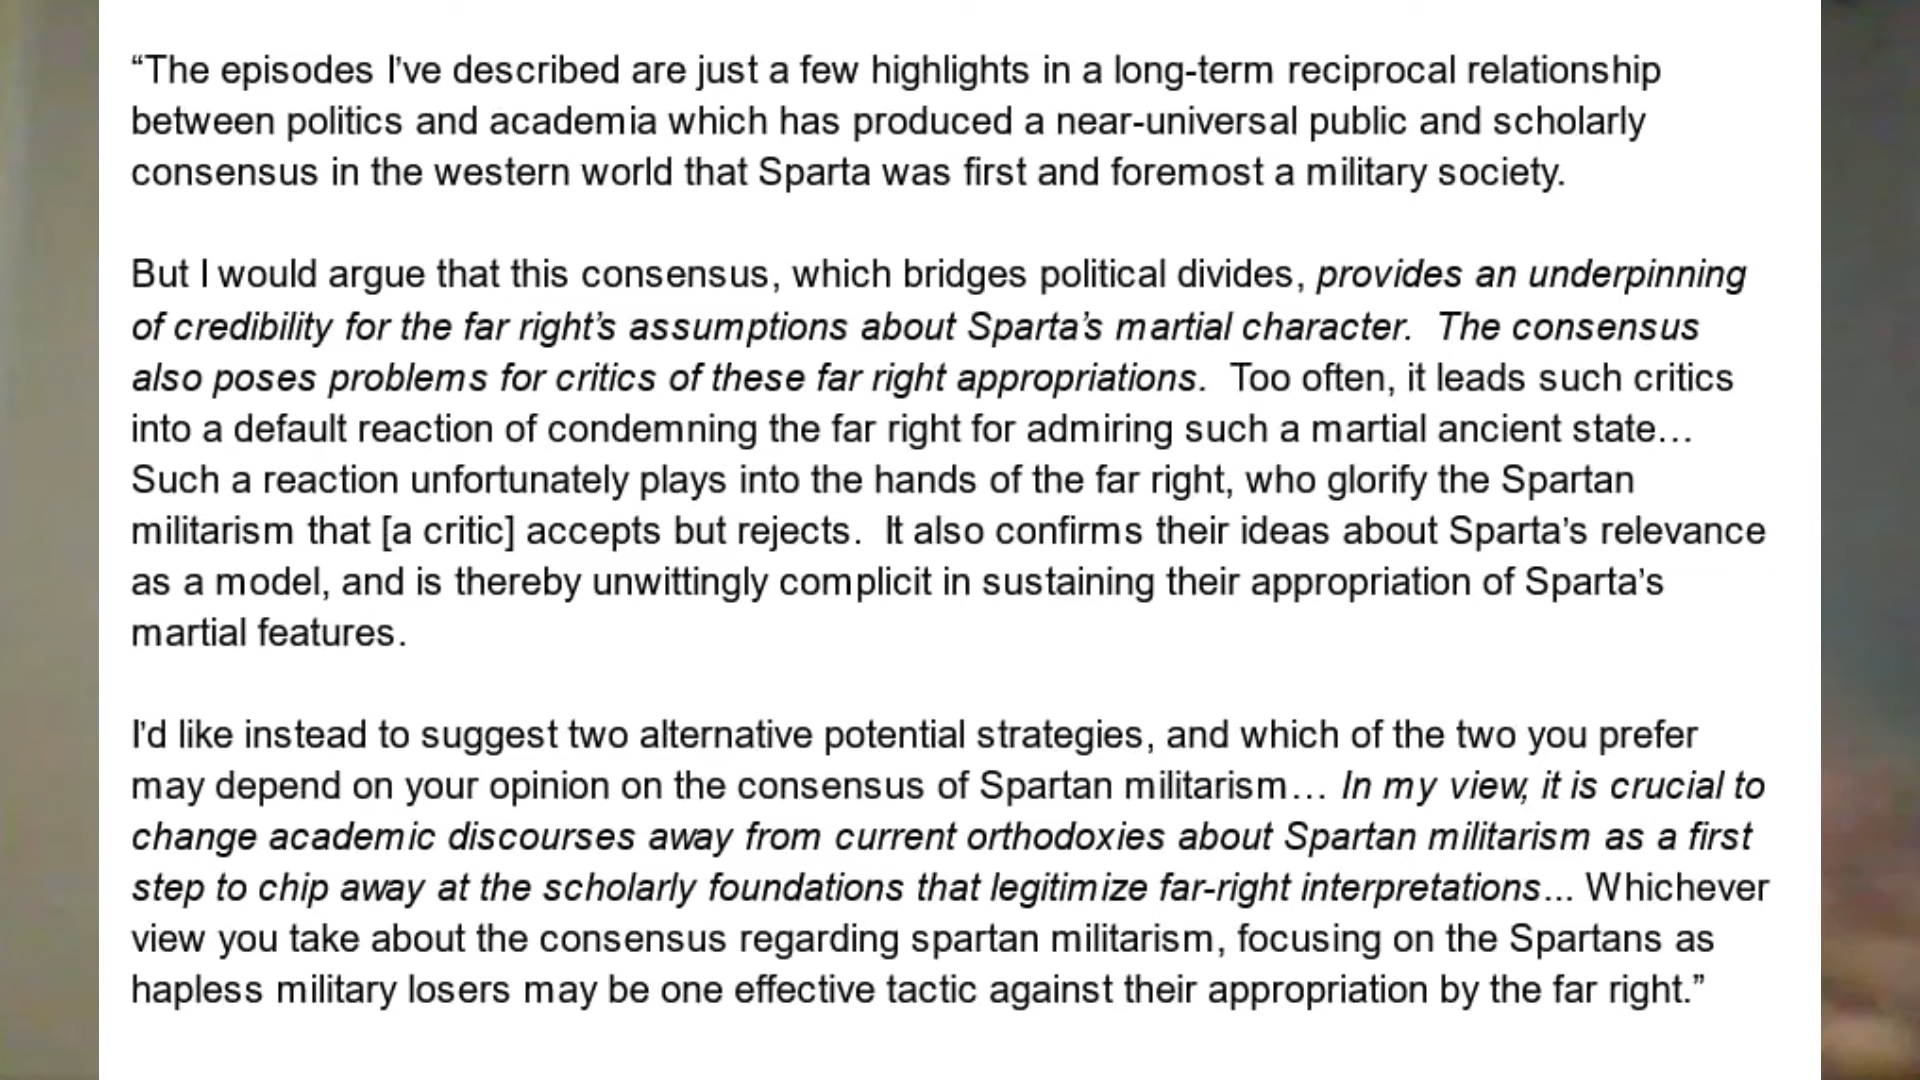 “The episodes I’ve described are just a few highlights in a long-term reciprocal relationship
between politics and academia which has produced a near-universal public and scholarly
consensus in the western world that Sparta was first and foremost a military society.
But I would argue that this consensus, which bridges political divides, provides an underpinning
of credibility for the far right’s assumptions about Sparta’s martial character. The consensus
also poses problems for critics of these far right appropriations. Too often, it leads such critics
into a default reaction of condemning the far right for admiring such a martial ancient state…
Such a reaction unfortunately plays into the hands of the far right, who glorify the Spartan
militarism that [a critic] accepts but rejects. It also confirms their ideas about Sparta’s relevance
as a model, and is thereby unwittingly complicit in sustaining their appropriation of Sparta’s
martial features.
I’d like instead to suggest two alternative potential strategies, and which of the two you prefer
may depend on your opinion on the consensus of Spartan militarism… In my view, it is crucial to
change academic discourses away from current orthodoxies about Spartan militarism as a first
step to chip away at the scholarly foundations that legitimize far-right interpretations... Whichever
view you take about the consensus regarding spartan militarism, focusing on the Spartans as
hapless military losers may be one effective tactic against their appropriation by the far right.”